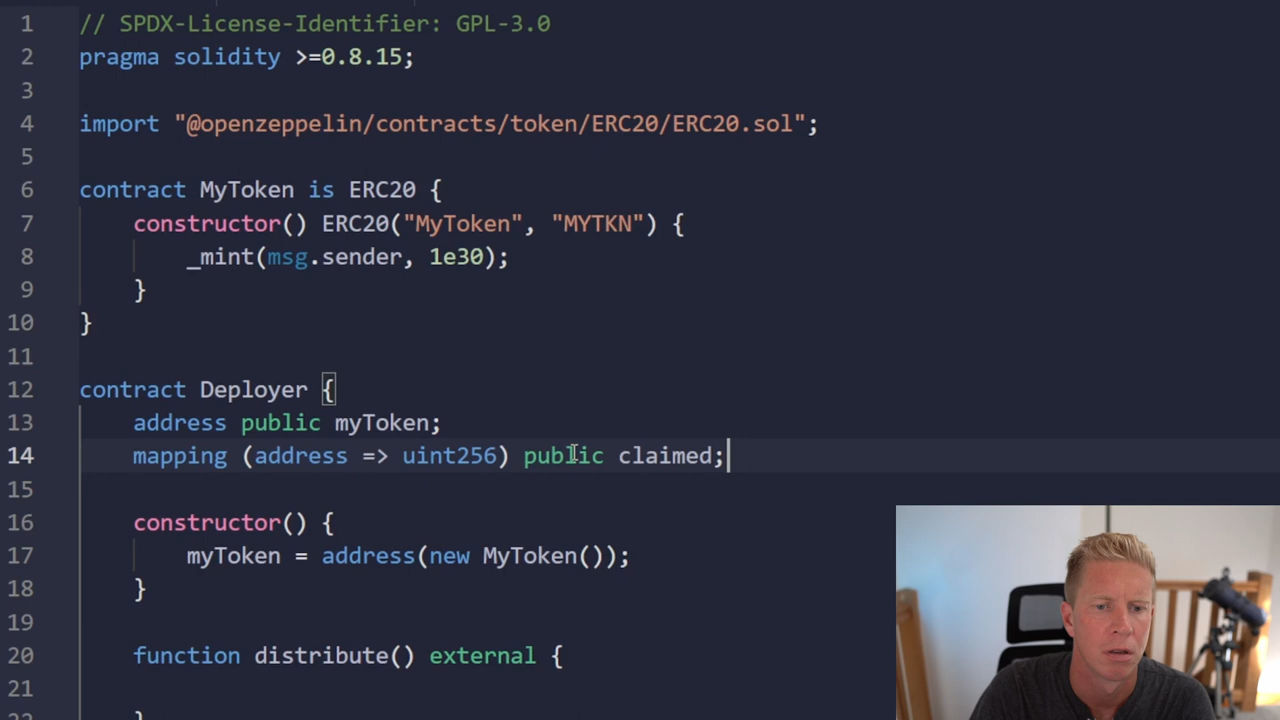 1 // SPDX-License-Identifier: GPL-3.0
2 pragma solidity >=0.8.15;
3
4 import "@openzeppelin/contracts/token/ERC20/ERC20.sol";
5
6 contract MyToken is ERC20 {
7 constructor() ERC20("MyToken", "MYTKN") {
8 _mint(msg.sender, 1e30);
9 }
10 }
11
12 contract Deployer {
13 address public myToken;
14 mapping (address => uint256) public claimed;
15
16 constructor() {
17 myToken = address(new MyToken());
18 }
19
20 function distribute() external {
21
22 }